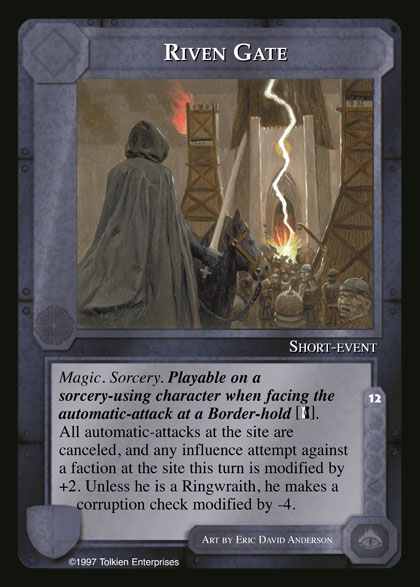 Riven Gate
Short-event
Magic. Sorcery. Playable on a
sorcery-using character when facing the
automatic-attack at a Border-hold [].
All automatic-attacks at the site are
canceled, and any influence attempt against
a faction at the site this turn is modified by
+2. Unless he is a Ringwraith, he makes a
corruption check modified by -4.
12
Art by Eric David Anderson
©1997 Tolkien Enterprises